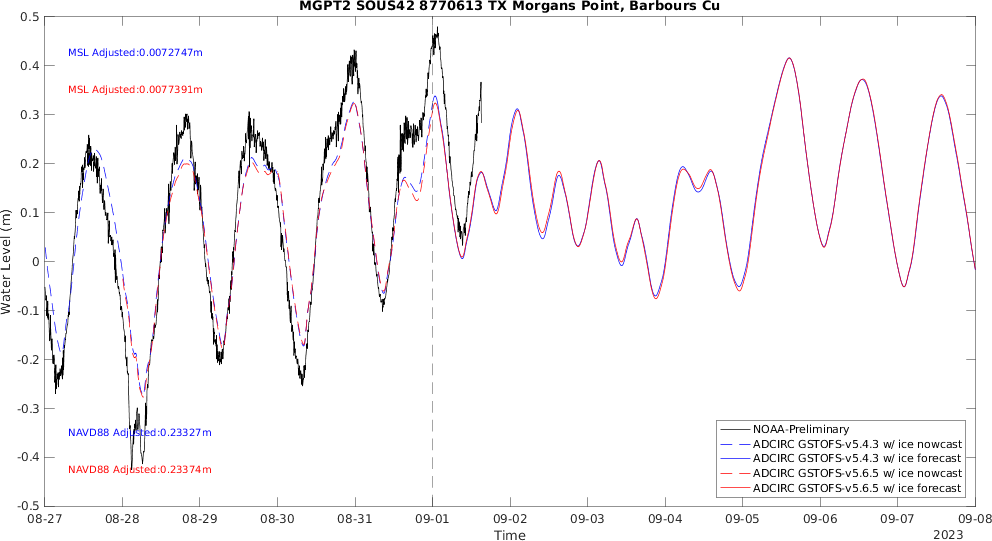 MGPT2 SOUS42 8770613 TX Morgans Point, Barbours Cu
0.5
0.4
0.3
0.2
0.1
0
-0.1
-0.2
-0.3
-0.4
-0.5
Water Level (m)
MSL Adjusted:0.0072747m
MSL Adjusted:0.0077391m
NAVD88 Adjusted:0.23327m
NAVD88 Adjusted:0.23374m
NOAA-Preliminary
ADCIRC GSTOFS-v5.4.3 w/ ice nowcast
ADCIRC GSTOFS-v5.4.3 w/ ice forecast
ADCIRC GSTOFS-v5.6.5 w/ ice nowcast
ADCIRC GSTOFS-v5.6.5 w/ ice forecast
08-27 08-28 08-29 08-30 08-31 09-01 09-02 09-03 09-04 09-05 09-06 09-07 09-08
Time
2023